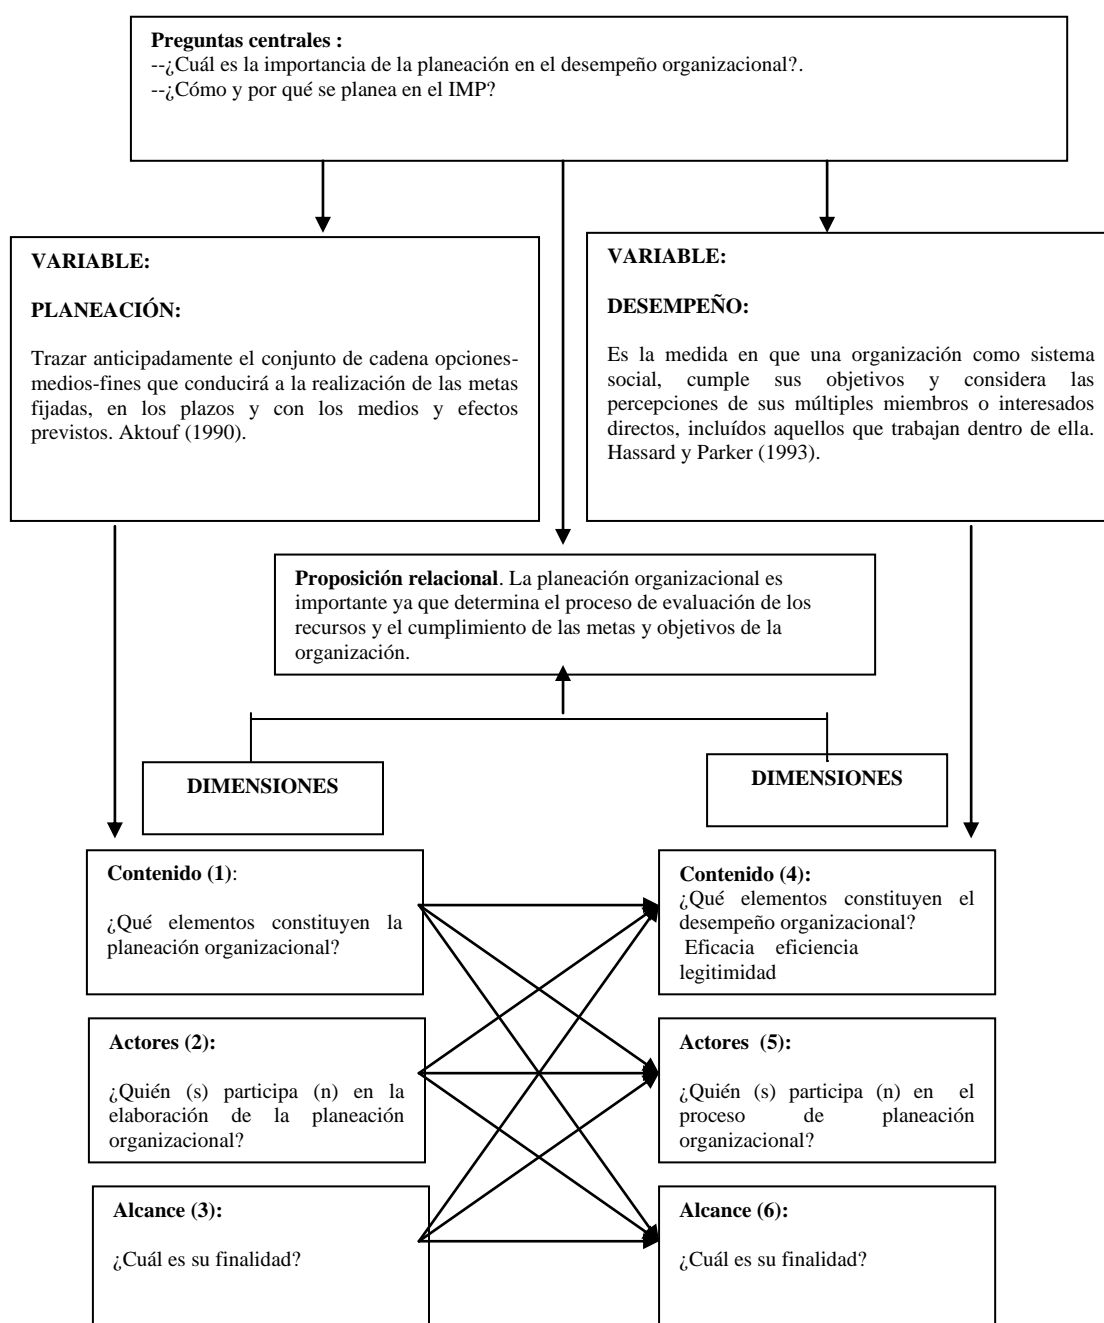 Preguntas centrales :
--¿Cuál es la importancia de la planeación en el desempeño organizacional?.
--¿Cómo y por qué se planea en el IMP?
VARIABLE:
PLANEACIÓN:
Trazar anticipadamente el conjunto de cadena opciones-
medios-fines que conducirá a la realización de las metas
fijadas, en los plazos y con los medios y efectos
previstos. Aktouf (1990).
VARIABLE:
DESEMPEÑO:
Es la medida en que una organización como sistema
social, cumple sus objetivos y considera las
percepciones de sus múltiples miembros o interesados
directos, incluídos aquellos que trabajan dentro de ella.
Hassard y Parker (1993).
Proposición relacional. La planeación organizacional es
importante ya que determina el proceso de evaluación de los
recursos y el cumplimiento de las metas y objetivos de la
organización.
DIMENSIONES
DIMENSIONES
Contenido (1):
¿Qué elementos constituyen la
planeación organizacional?
Contenido (4):
¿Qué elementos constituyen el
desempeño organizacional?
Eficacia eficiencia
legitimidad
Actores (2):
¿Quién (s) participa (n) en la
elaboración de la planeación
organizacional?
Actores (5):
¿Quién (s) participa (n) en el
proceso de planeación
organizacional?
Alcance (3):
¿Cuál es su finalidad?
Alcance (6):
¿Cuál es su finalidad?